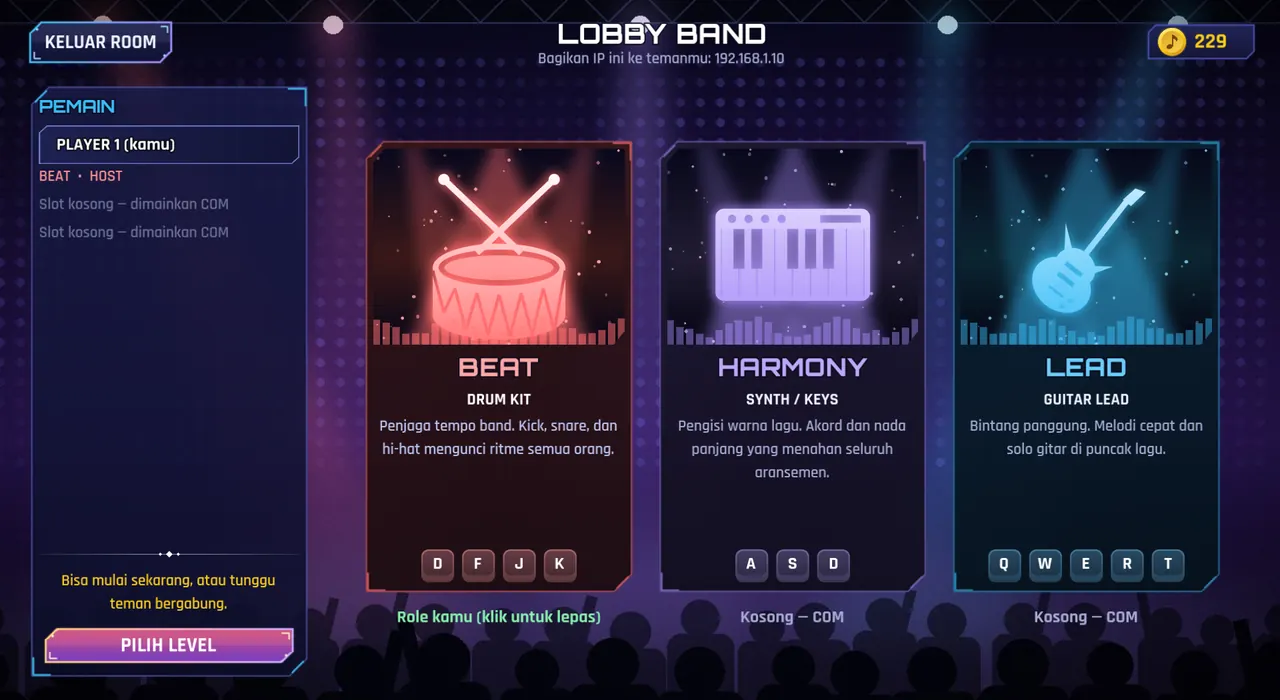 KELUAR ROOM
LOBBY BAND
Bagikan IP ini ke temanmu: 192.168.1.10
229
PEMAIN
PLAYER 1 (kamu)
BEAT · HOST
Slot kosong — dimainkan COM
Slot kosong — dimainkan COM
Bisa mulai sekarang, atau tunggu
teman bergabung.
PILIH LEVEL
BEAT
DRUM KIT
Penjaga tempo band. Kick, snare, dan
hi-hat mengunci ritme semua orang.
D F J K
Role kamu (klik untuk lepas)
HARMONY
SYNTH / KEYS
Pengisi warna lagu. Akord dan nada
panjang yang menahan seluruh
aransemen.
A S D
Kosong — COM
LEAD
GUITAR LEAD
Bintang panggung. Melodi cepat dan
solo gitar di puncak lagu.
Q W E R T
Kosong — COM